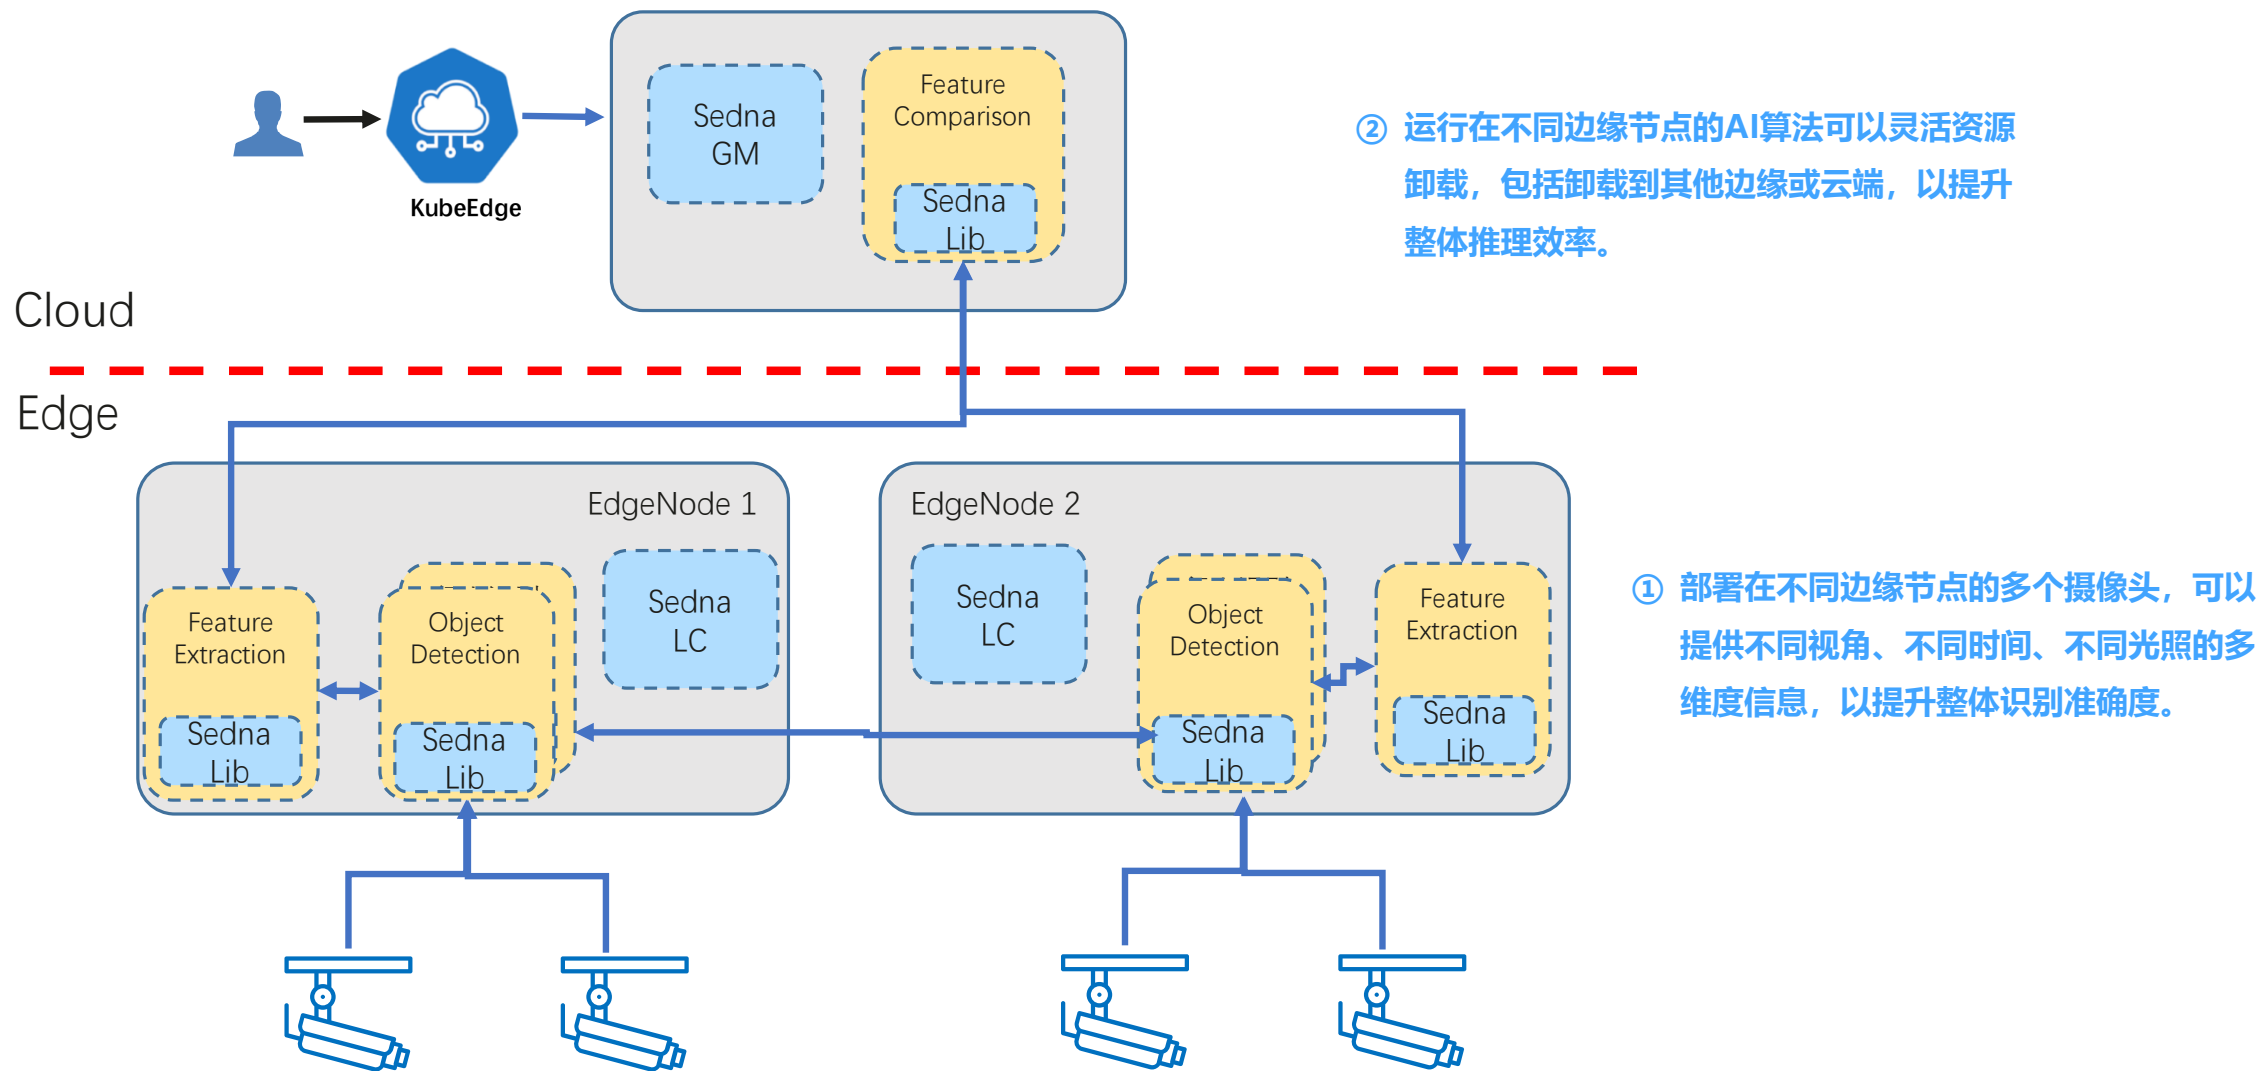 Sedna
GM
Feature
Comparison
Sedna
Lib
KubeEdge
② 运行在不同边缘节点的AI算法可以灵活资源
卸载，包括卸载到其他边缘或云端，以提升
整体推理效率。
Cloud
Edge
EdgeNode 1
Feature
Extraction
Sedna
Lib
Object
Detection
Sedna
Lib
Sedna
LC
EdgeNode 2
Sedna
LC
Object
Detection
Sedna
Lib
Feature
Extraction
Sedna
Lib
① 部署在不同边缘节点的多个摄像头，可以
提供不同视角、不同时间、不同光照的多
维度信息，以提升整体识别准确度。